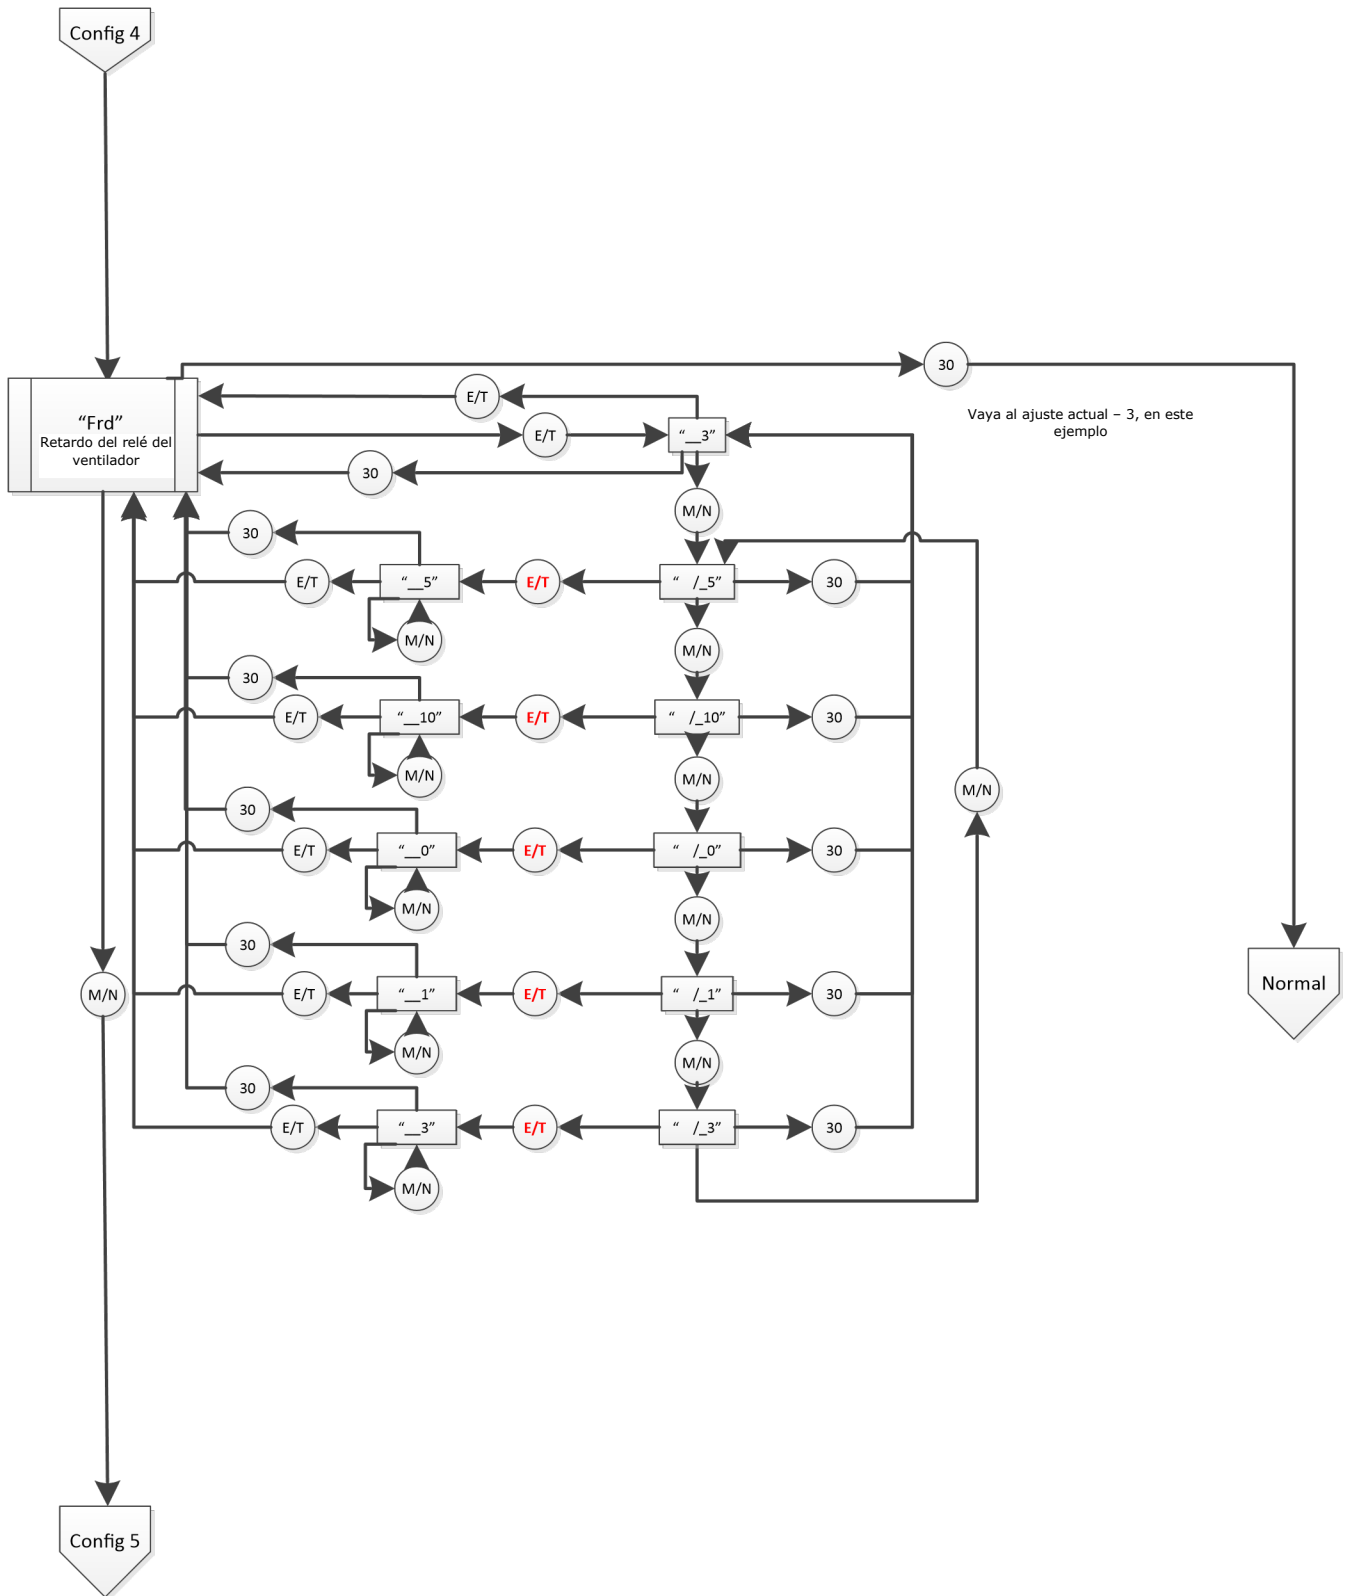 Config 4
30
E/T
“Frd”
Retardo del relé del
ventilador
Vaya al ajuste actual – 3, en este
ejemplo
E/T
“__3”
30
M/N
30
E/T
“__5”
E/T
“ /_5”
30
M/N
M/N
30
E/T
“__10”
E/T
“ /_10”
30
M/N
M/N
M/N
30
E/T
“__0”
E/T
“ /_0”
30
M/N
M/N
30
E/T
“__1”
E/T
“ /_1”
30
Normal
M/N
M/N
M/N
30
E/T
“__3”
E/T
“ /_3”
30
M/N
Config 5